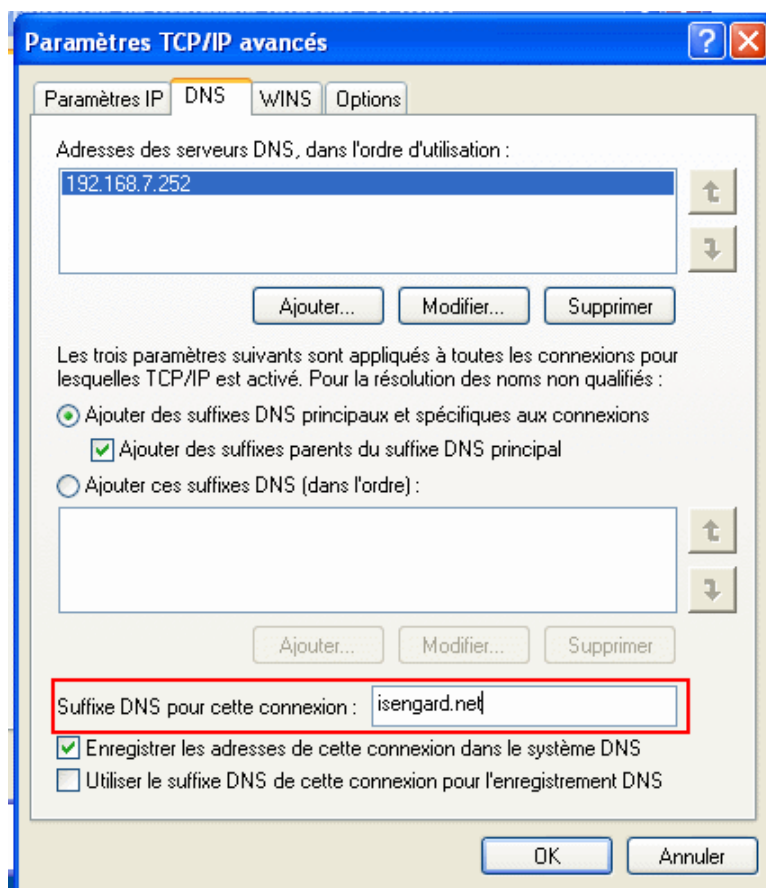 Paramètres TCP/IP avancés
Paramètres IP
DNS
WINS
Options
Adresses des serveurs DNS, dans l'ordre d'utilisation :
192.168.7.252
Ajouter...
Modifier...
Supprimer
Les trois paramètres suivants sont appliqués à toutes les connexions pour
lesquelles TCP/IP est activé. Pour la résolution des noms non qualifiés :
Ajouter des suffixes DNS principaux et spécifiques aux connexions
Ajouter des suffixes parents du suffixe DNS principal
Ajouter ces suffixes DNS (dans l'ordre) :
Ajouter...
Modifier...
Supprimer
Suffixe DNS pour cette connexion :
isengard.net
Enregistrer les adresses de cette connexion dans le système DNS
Utiliser le suffixe DNS de cette connexion pour l'enregistrement DNS
OK
Annuler